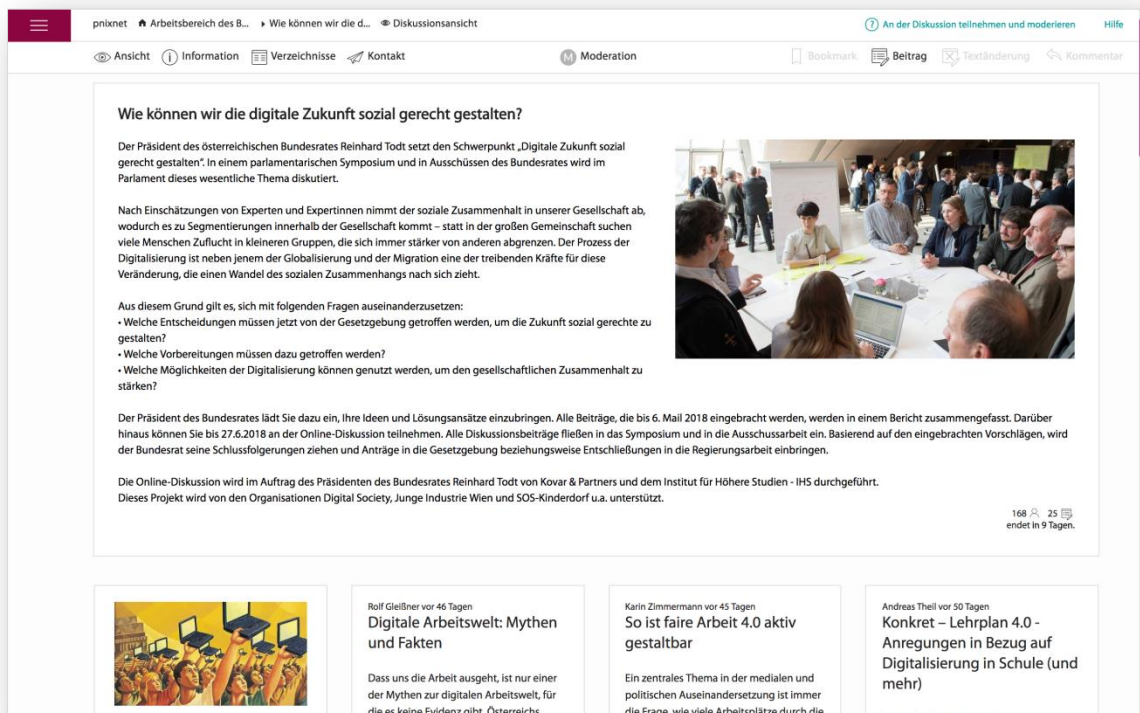 pnixnet Arbeitsbereich des B... Wie können wir die d... Diskussionsansicht
? An der Diskussion teilnehmen und moderieren Hilfe
Ansicht i Information Verzeichnisse Kontakt M Moderation Bookmark Beitrag Textänderung Kommentar
Wie können wir die digitale Zukunft sozial gerecht gestalten?
Der Präsident des österreichischen Bundesrates Reinhard Todt setzt den Schwerpunkt „Digitale Zukunft sozial
gerecht gestalten“. In einem parlamentarischen Symposium und in Ausschüssen des Bundesrates wird im
Parlament dieses wesentliche Thema diskutiert.
Nach Einschätzungen von Experten und Expertinnen nimmt der soziale Zusammenhalt in unserer Gesellschaft ab,
wodurch es zu Segmentierungen innerhalb der Gesellschaft kommt – statt in der großen Gemeinschaft suchen
viele Menschen Zuflucht in kleineren Gruppen, die sich immer stärker von anderen abgrenzen. Der Prozess der
Digitalisierung ist neben jenem der Globalisierung und der Migration eine der treibenden Kräfte für diese
Veränderung, die einen Wandel des sozialen Zusammenhangs nach sich zieht.
Aus diesem Grund gilt es, sich mit folgenden Fragen auseinanderzusetzen:
• Welche Entscheidungen müssen jetzt von der Gesetzgebung getroffen werden, um die Zukunft sozial gerechte zu
gestalten?
• Welche Vorbereitungen müssen dazu getroffen werden?
• Welche Möglichkeiten der Digitalisierung können genutzt werden, um den gesellschaftlichen Zusammenhalt zu
stärken?
Der Präsident des Bundesrates lädt Sie dazu ein, Ihre Ideen und Lösungsansätze einzubringen. Alle Beiträge, die bis 6. Mail 2018 eingebracht werden, werden in einem Bericht zusammengefasst. Darüber
hinaus können Sie bis 27.6.2018 an der Online-Diskussion teilnehmen. Alle Diskussionsbeiträge fließen in das Symposium und in die Ausschussarbeit ein. Basierend auf den eingebrachten Vorschlägen, wird
der Bundesrat seine Schlussfolgerungen ziehen und Anträge in die Gesetzgebung beziehungsweise Entschließungen in die Regierungsarbeit einbringen.
Die Online-Diskussion wird im Auftrag des Präsidenten des Bundesrates Reinhard Todt von Kovar & Partners und dem Institut für Höhere Studien - IHS durchgeführt.
Dieses Projekt wird von den Organisationen Digital Society, Junge Industrie Wien und SOS-Kinderdorf u.a. unterstützt.
168 25
endet in 9 Tagen.
Rolf Gleißner vor 46 Tagen
Digitale Arbeitswelt: Mythen
und Fakten
Dass uns die Arbeit ausgeht, ist nur einer
der Mythen zur digitalen Arbeitswelt, für
die es keine Evidenz gibt. Österreichs
Karin Zimmermann vor 45 Tagen
So ist faire Arbeit 4.0 aktiv
gestaltbar
Ein zentrales Thema in der medialen und
politischen Auseinandersetzung ist immer
die Frage, wie viele Arbeitsplätze durch die
Andreas Theil vor 50 Tagen
Konkret – Lehrplan 4.0 -
Anregungen in Bezug auf
Digitalisierung in Schule (und
mehr)